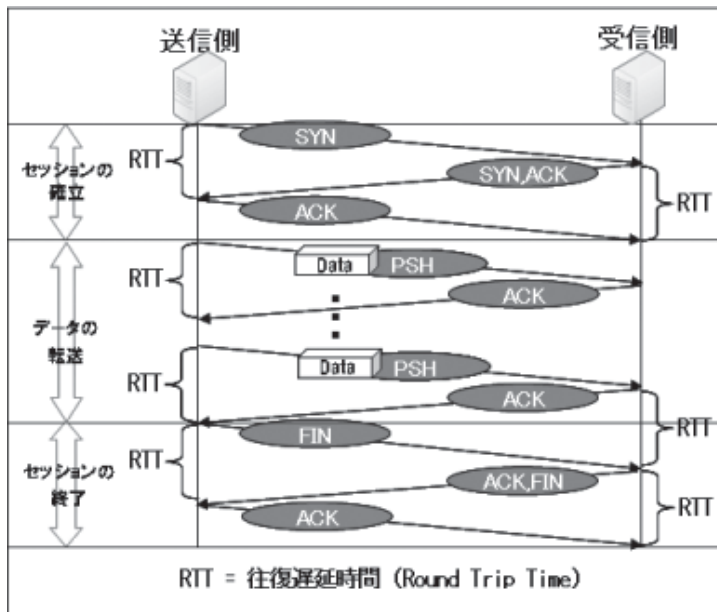 送信側
受信側
SYN
RTT
セッションの
確立
SYN,ACK
RTT
ACK
Data PSH
RTT
ACK
データの
転送
Data PSH
RTT
ACK
RTT
FIN
RTT
セッションの
終了
ACK,FIN
RTT
ACK
RTT = 往復遅延時間 (Round Trip Time)